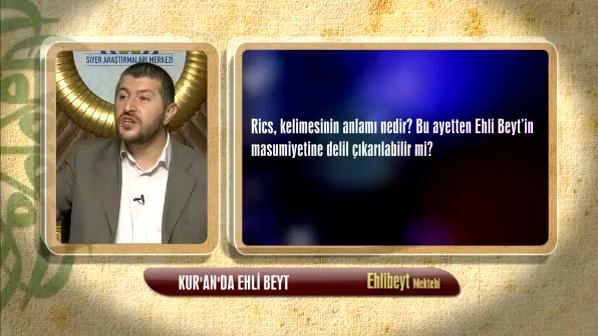 SİYER ARAŞTIRMALARI MERKEZİ
Rics, kelimesinin anlamı nedir? Bu ayetten Ehli Beyt'in
masumiyetine delil çıkarılabilir mi?
KUR'AN'DA EHLİ BEYT
Ehlibeyt Mektebi